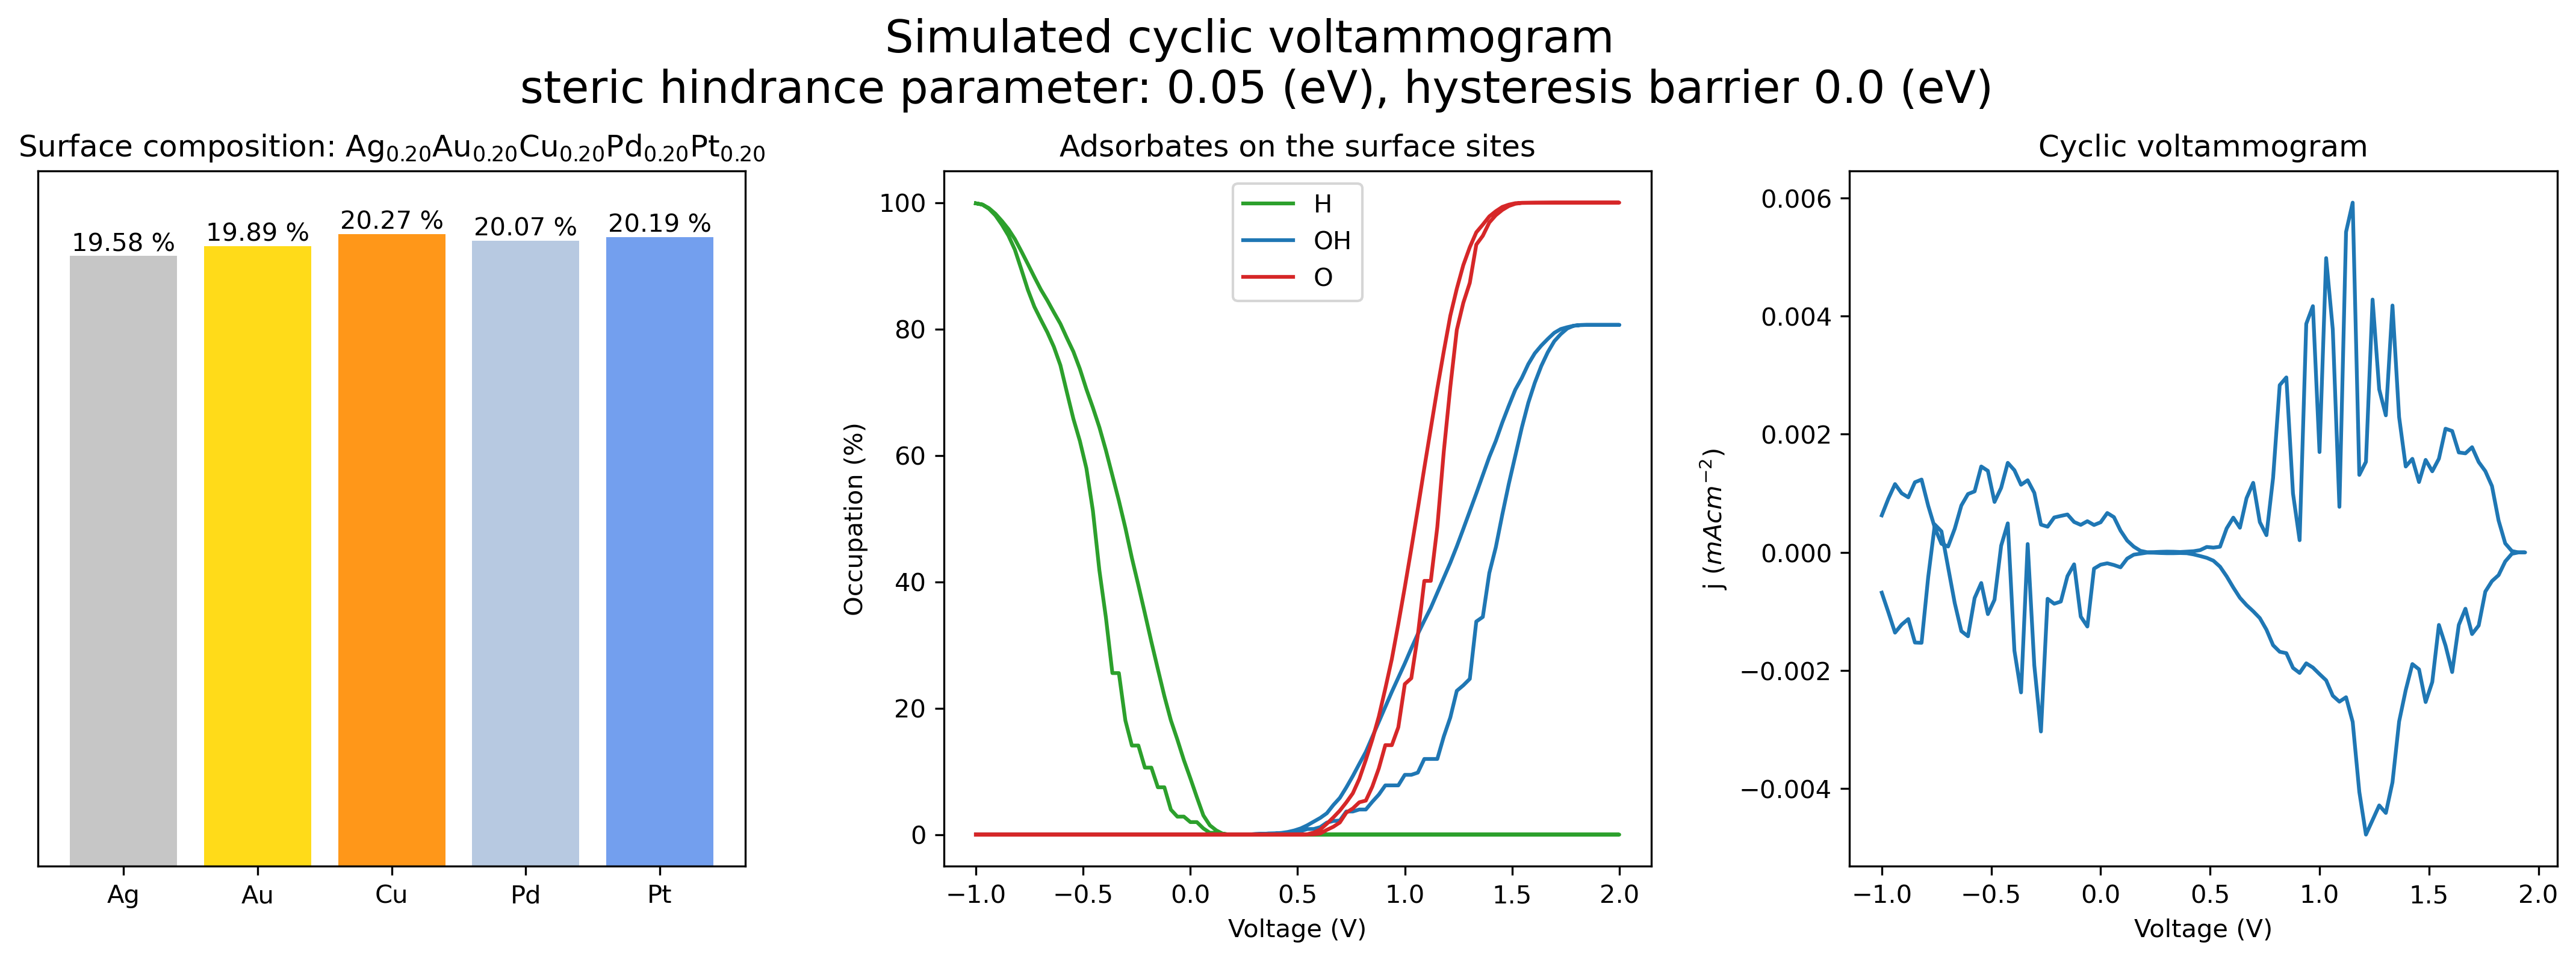 Simulated cyclic voltammogram
steric hindrance parameter: 0.05 (eV), hysteresis barrier 0.0 (eV)
Surface composition: Ag0.20Au0.20Cu0.20Pd0.20Pt0.20
19.58 %
19.89 %
20.27 %
20.07 %
20.19 %
Ag
Au
Cu
Pd
Pt
Adsorbates on the surface sites
H
OH
O
Occupation (%)
100
80
60
40
20
0
−1.0
−0.5
0.0
0.5
1.0
1.5
2.0
Voltage (V)
Cyclic voltammogram
j (mAcm−2)
0.006
0.004
0.002
0.000
−0.002
−0.004
−1.0
−0.5
0.0
0.5
1.0
1.5
2.0
Voltage (V)